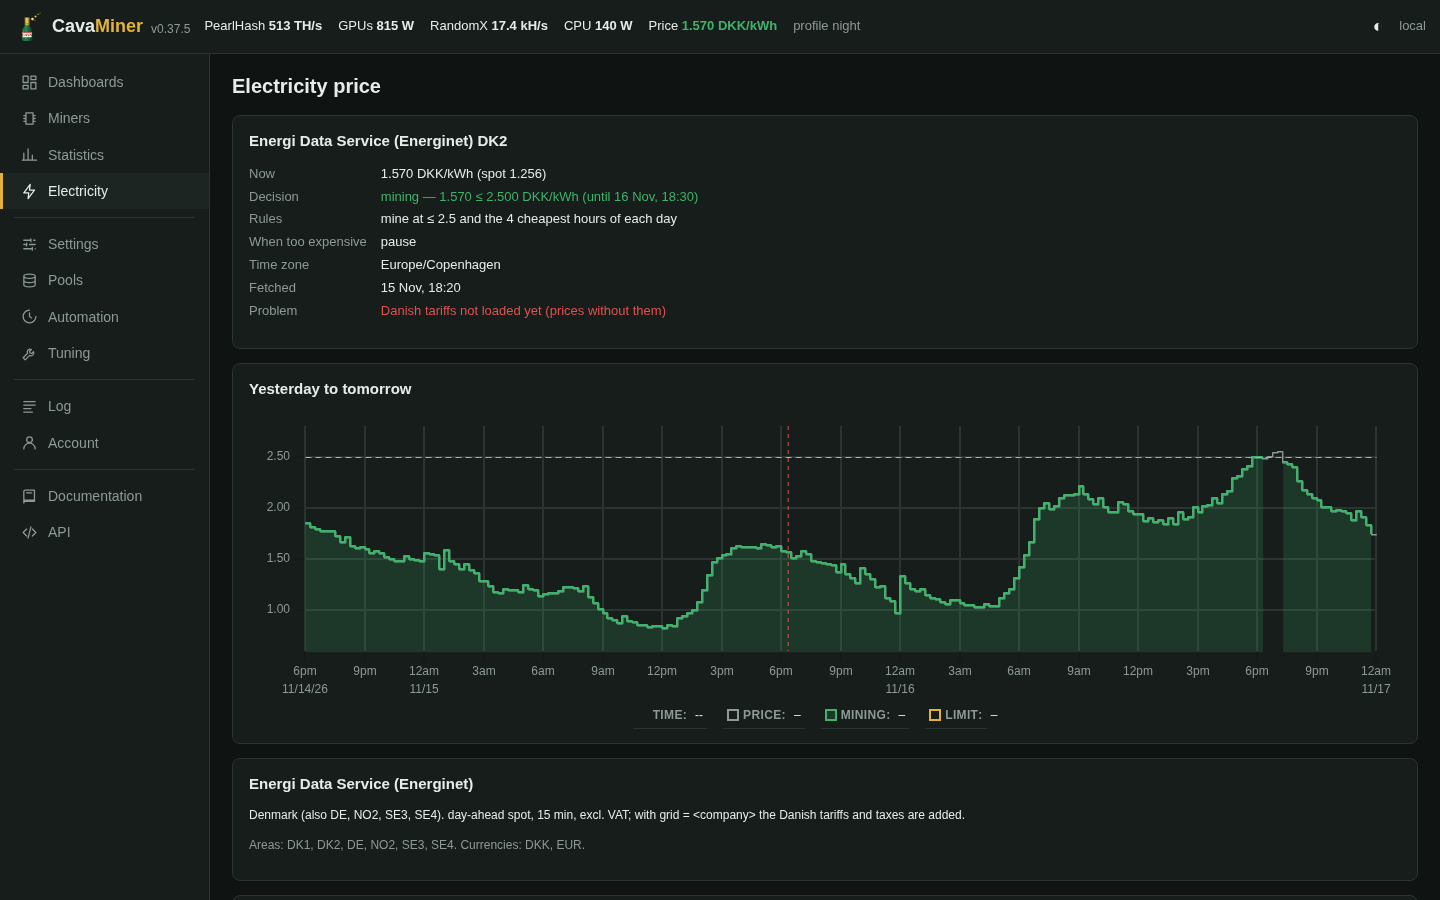 CavaMiner v0.37.5 PearlHash 513 TH/s GPUs 815 W RandomX 17.4 kH/s CPU 140 W Price 1.570 DKK/kWh profile night local
Dashboards
Miners
Statistics
Electricity
Settings
Pools
Automation
Tuning
Log
Account
Documentation
API
Electricity price
Energi Data Service (Energinet) DK2
Now 1.570 DKK/kWh (spot 1.256)
Decision mining — 1.570 ≤ 2.500 DKK/kWh (until 16 Nov, 18:30)
Rules mine at ≤ 2.5 and the 4 cheapest hours of each day
When too expensive pause
Time zone Europe/Copenhagen
Fetched 15 Nov, 18:20
Problem Danish tariffs not loaded yet (prices without them)
Yesterday to tomorrow
2.50
2.00
1.50
1.00
6pm 9pm 12am 3am 6am 9am 12pm 3pm 6pm 9pm 12am 3am 6am 9am 12pm 3pm 6pm 9pm 12am
11/14/26 11/15 11/16 11/17
TIME: -- PRICE: – MINING: – LIMIT: –
Energi Data Service (Energinet)
Denmark (also DE, NO2, SE3, SE4). day-ahead spot, 15 min, excl. VAT; with grid = <company> the Danish tariffs and taxes are added.
Areas: DK1, DK2, DE, NO2, SE3, SE4. Currencies: DKK, EUR.